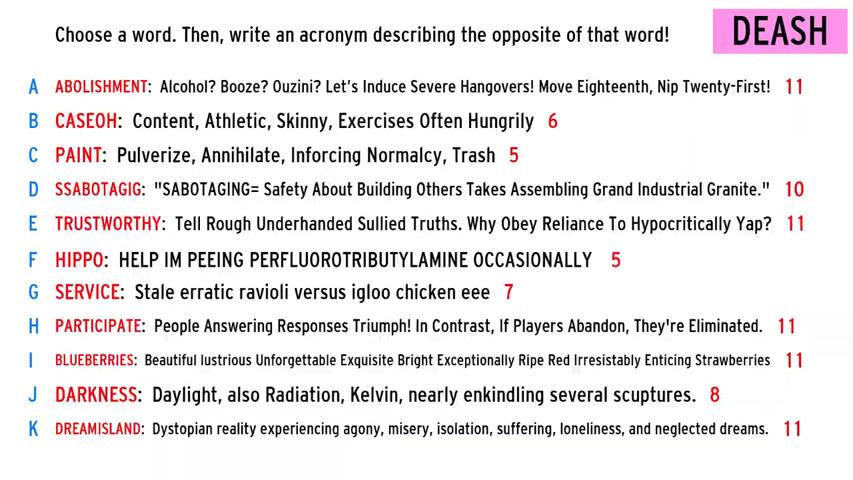 Choose a word. Then, write an acronym describing the opposite of that word!
DEASH
A ABOLISHMENT: Alcohol? Booze? Ouzini? Let's Induce Severe Hangovers! Move Eighteenth, Nip Twenty-First! 11
B CASEOH: Content, Athletic, Skinny, Exercises Often Hungrily 6
C PAINT: Pulverize, Annihilate, Inforcing Normalcy, Trash 5
D SSABOTAGIG: "SABOTAGING= Safety About Building Others Takes Assembling Grand Industrial Granite." 10
E TRUSTWORTHY: Tell Rough Underhanded Sullied Truths. Why Obey Reliance To Hypocritically Yap? 11
F HIPPO: HELP IM PEEING PERFLUOROTRIBUTYLAMINE OCCASIONALLY 5
G SERVICE: Stale erratic ravioli versus igloo chicken eee 7
H PARTICIPATE: People Answering Responses Triumph! In Contrast, If Players Abandon, They're Eliminated. 11
I BLUEBERRIES: Beautiful lustrious Unforgettable Exquisite Bright Exceptionally Ripe Red Irresistably Enticing Strawberries 11
J DARKNESS: Daylight, also Radiation, Kelvin, nearly enkindling several scuptures. 8
K DREAMISLAND: Dystopian reality experiencing agony, misery, isolation, suffering, loneliness, and neglected dreams. 11